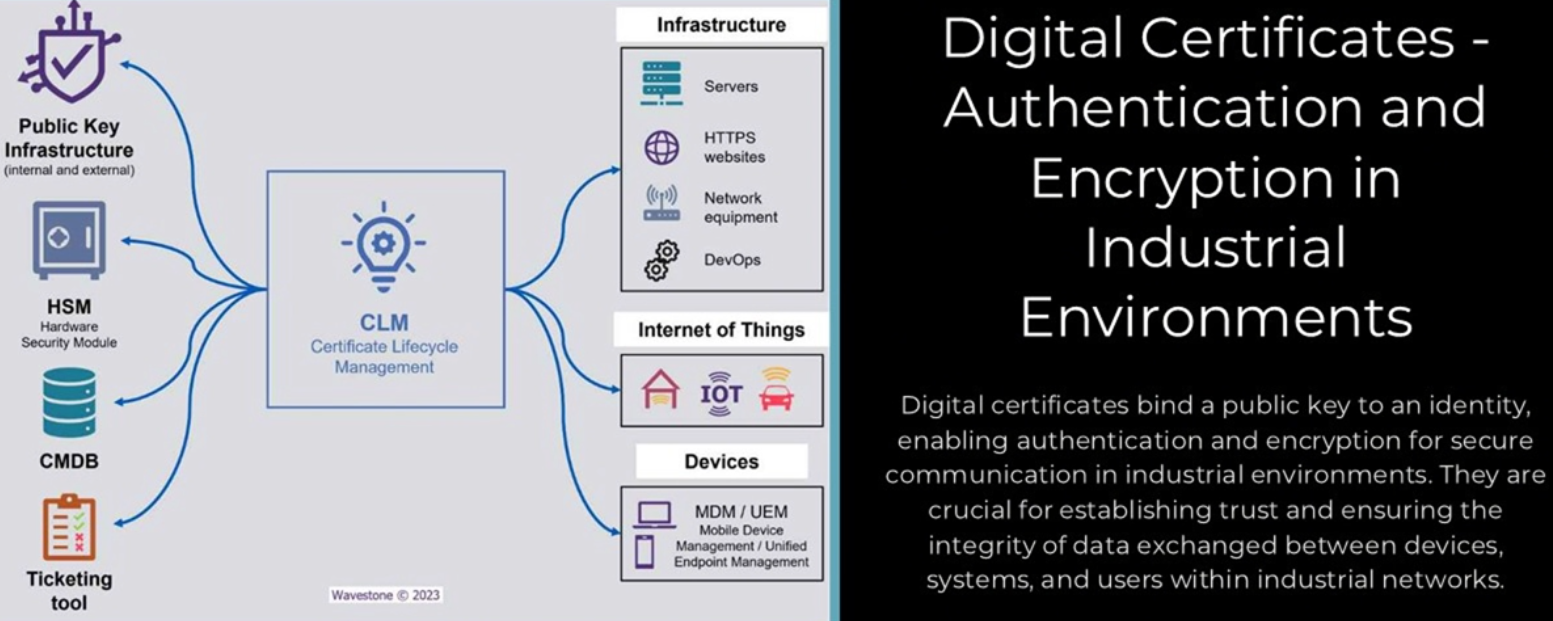 Public Key
Infrastructure
(internal and external)
HSM
Hardware
Security Module
CMDB
Ticketing
tool
CLM
Certificate Lifecycle
Management
Wavestone © 2023
Infrastructure
Servers
HTTPS
websites
Network
equipment
DevOps
Internet of Things
IOT
Devices
MDM / UEM
Mobile Device
Management / Unified
Endpoint Management
Digital Certificates -
Authentication and
Encryption in
Industrial
Environments
Digital certificates bind a public key to an identity,
enabling authentication and encryption for secure
communication in industrial environments. They are
crucial for establishing trust and ensuring the
integrity of data exchanged between devices,
systems, and users within industrial networks.